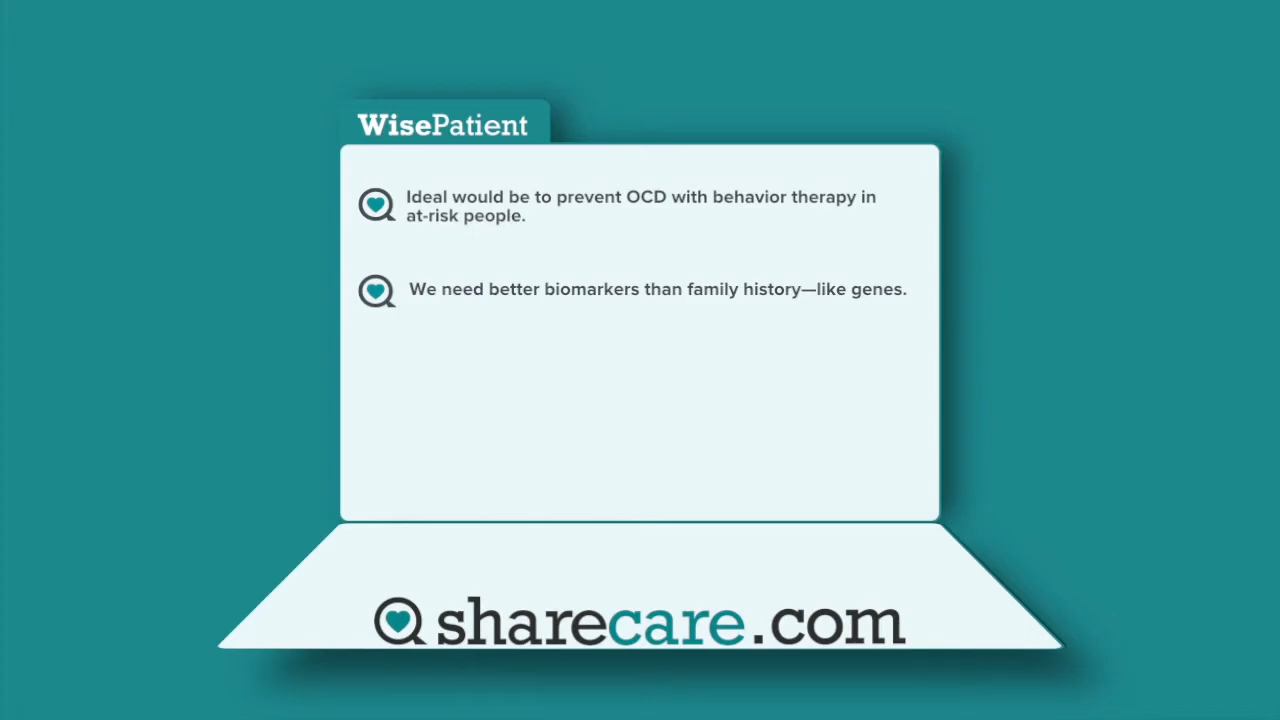 WisePatient
Ideal would be to prevent OCD with behavior therapy in
at-risk people.
We need better biomarkers than family history—like genes.
sharecare.com